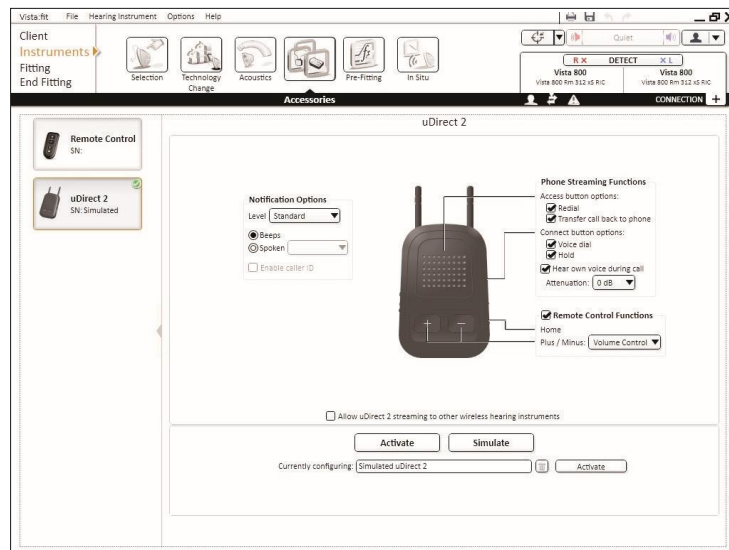 Vista:fit File Hearing Instrument Options Help
Client
Instruments
Fitting
End Fitting
Selection
Technology Change
Acoustics
Pre-Fitting
In Situ
Quiet
R X DETECT X L
Vista 800
Vista 800 Rm 312 xS RIC
Vista 800
Vista 800 Rm 312 xS RIC
Accessories
CONNECTION +
Remote Control
SN:
uDirect 2
SN: Simulated
uDirect 2
Notification Options
Level Standard
Beeps
Spoken
Enable caller ID
Phone Streaming Functions
Access button options:
Redial
Transfer call back to phone
Connect button options:
Voice dial
Hold
Hear own voice during call
Attenuation: 0 dB
Remote Control Functions
Home
Plus / Minus: Volume Control
+ −
Allow uDirect 2 streaming to other wireless hearing instruments
Activate Simulate
Currently configuring: Simulated uDirect 2 Activate